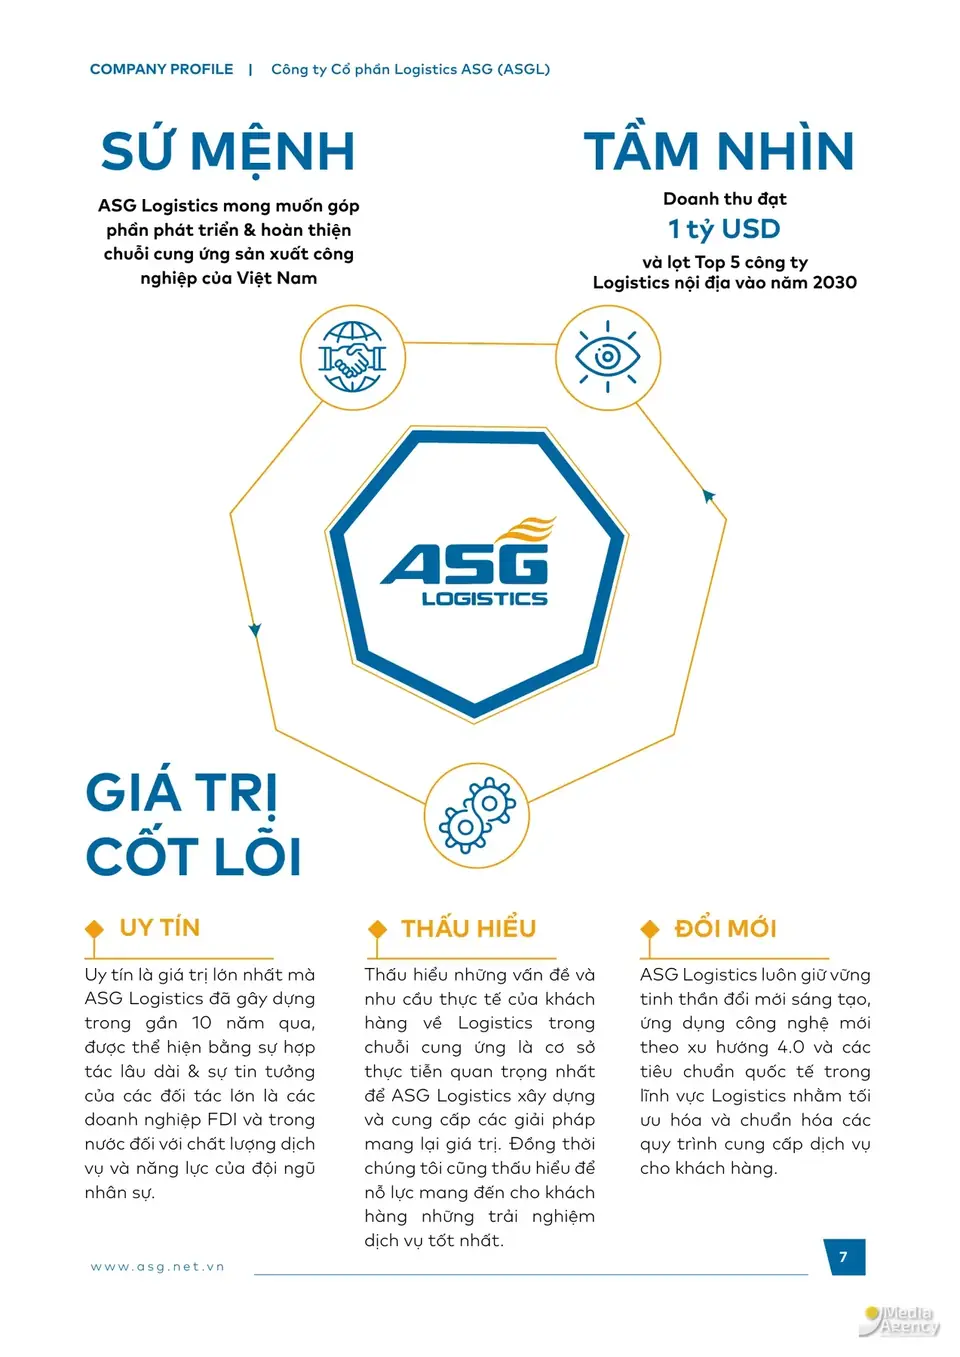 COMPANY PROFILE | Công ty Cổ phần Logistics ASG (ASGL)
SỨ MỆNH
ASG Logistics mong muốn góp
phần phát triển & hoàn thiện
chuỗi cung ứng sản xuất công
nghiệp của Việt Nam
TẦM NHÌN
Doanh thu đạt
1 tỷ USD
và lọt Top 5 công ty
Logistics nội địa vào năm 2030
ASG
LOGISTICS
GIÁ TRỊ
CỐT LÕI
UY TÍN
Uy tín là giá trị lớn nhất mà
ASG Logistics đã gây dựng
trong gần 10 năm qua,
được thể hiện bằng sự hợp
tác lâu dài & sự tin tưởng
của các đối tác lớn là các
doanh nghiệp FDI và trong
nước đối với chất lượng dịch
vụ và năng lực của đội ngũ
nhân sự.
THẤU HIỂU
Thấu hiểu những vấn đề và
nhu cầu thực tế của khách
hàng về Logistics trong
chuỗi cung ứng là cơ sở
thực tiễn quan trọng nhất
để ASG Logistics xây dựng
và cung cấp các giải pháp
mang lại giá trị. Đồng thời
chúng tôi cũng thấu hiểu để
nỗ lực mang đến cho khách
hàng những trải nghiệm
dịch vụ tốt nhất.
ĐỔI MỚI
ASG Logistics luôn giữ vững
tinh thần đổi mới sáng tạo,
ứng dụng công nghệ mới
theo xu hướng 4.0 và các
tiêu chuẩn quốc tế trong
lĩnh vực Logistics nhằm tối
ưu hóa và chuẩn hóa các
quy trình cung cấp dịch vụ
cho khách hàng.
www.asg.net.vn
7
Media
Agency